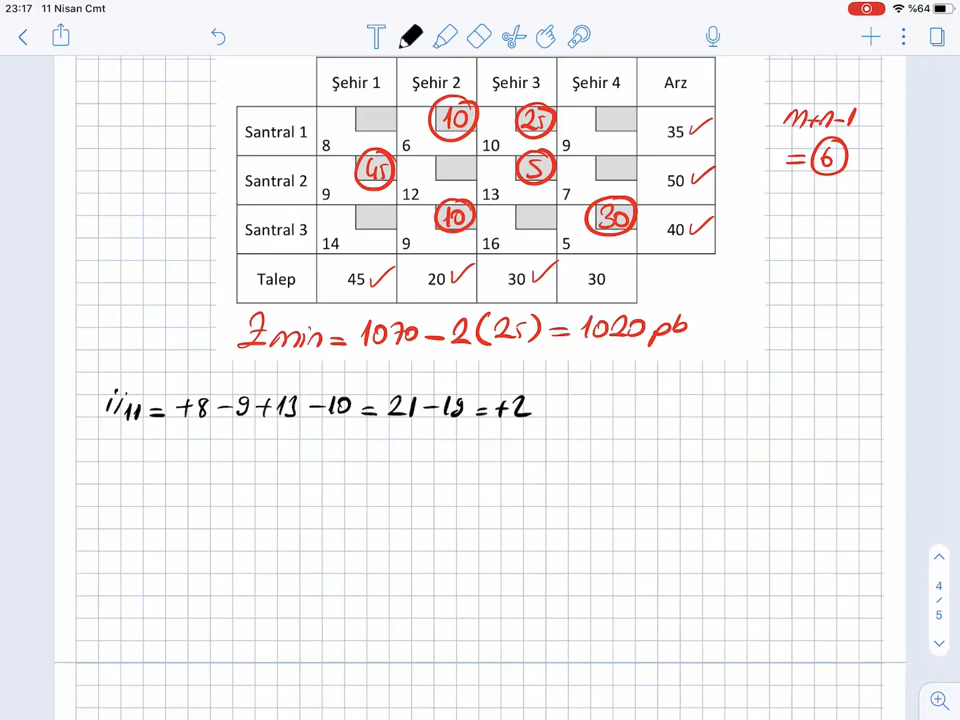 23:17 11 Nisan Cmt %64
T
Şehir 1 Şehir 2 Şehir 3 Şehir 4 Arz
Santral 1 8 6 10 10 25 9 35 ✓
Santral 2 9 45 12 13 5 7 50 ✓
Santral 3 14 9 10 16 5 30 40 ✓
Talep 45 ✓ 20 ✓ 30 ✓ 30
m+n-1
= 6
Zmin = 1070 - 2(25) = 1020 pb
İİ11 = +8 -9 +13 -10 = 21 - 19 = +2
4
/
5